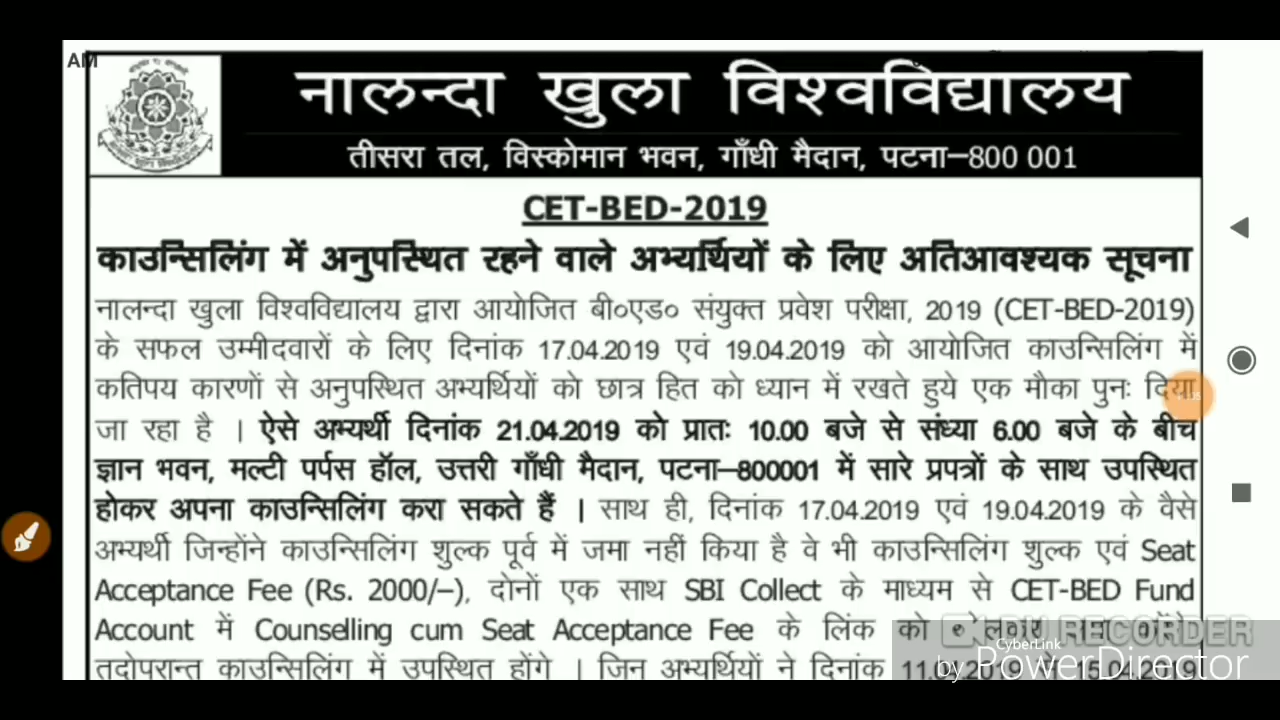 AM
नालन्दा खुला विश्वविद्यालय
तीसरा तल, विस्कोमान भवन, गाँधी मैदान, पटना–800 001
CET-BED-2019
काउन्सिलिंग में अनुपस्थित रहने वाले अभ्यर्थियों के लिए अतिआवश्यक सूचना
नालन्दा खुला विश्वविद्यालय द्वारा आयोजित बी०एड० संयुक्त प्रवेश परीक्षा, 2019 (CET-BED-2019)
के सफल उम्मीदवारों के लिए दिनांक 17.04.2019 एवं 19.04.2019 को आयोजित काउन्सिलिंग में
कतिपय कारणों से अनुपस्थित अभ्यर्थियों को छात्र हित को ध्यान में रखते हुये एक मौका पुनः दिया
जा रहा है । ऐसे अभ्यर्थी दिनांक 21.04.2019 को प्रातः 10.00 बजे से संध्या 6.00 बजे के बीच
ज्ञान भवन, मल्टी पर्पस हॉल, उत्तरी गाँधी मैदान, पटना–800001 में सारे प्रपत्रों के साथ उपस्थित
होकर अपना काउन्सिलिंग करा सकते हैं । साथ ही, दिनांक 17.04.2019 एवं 19.04.2019 के वैसे
अभ्यर्थी जिन्होंने काउन्सिलिंग शुल्क पूर्व में जमा नहीं किया है वे भी काउन्सिलिंग शुल्क एवं Seat
Acceptance Fee (Rs. 2000/–), दोनों एक साथ SBI Collect के माध्यम से CET-BED Fund
Account में Counselling cum Seat Acceptance Fee के लिंक को
RECORDER
तदोपरान्त काउन्सिलिंग में उपस्थित होंगे । जिन अभ्यर्थियों ने दिनांक
CyberLink
by PowerDirector